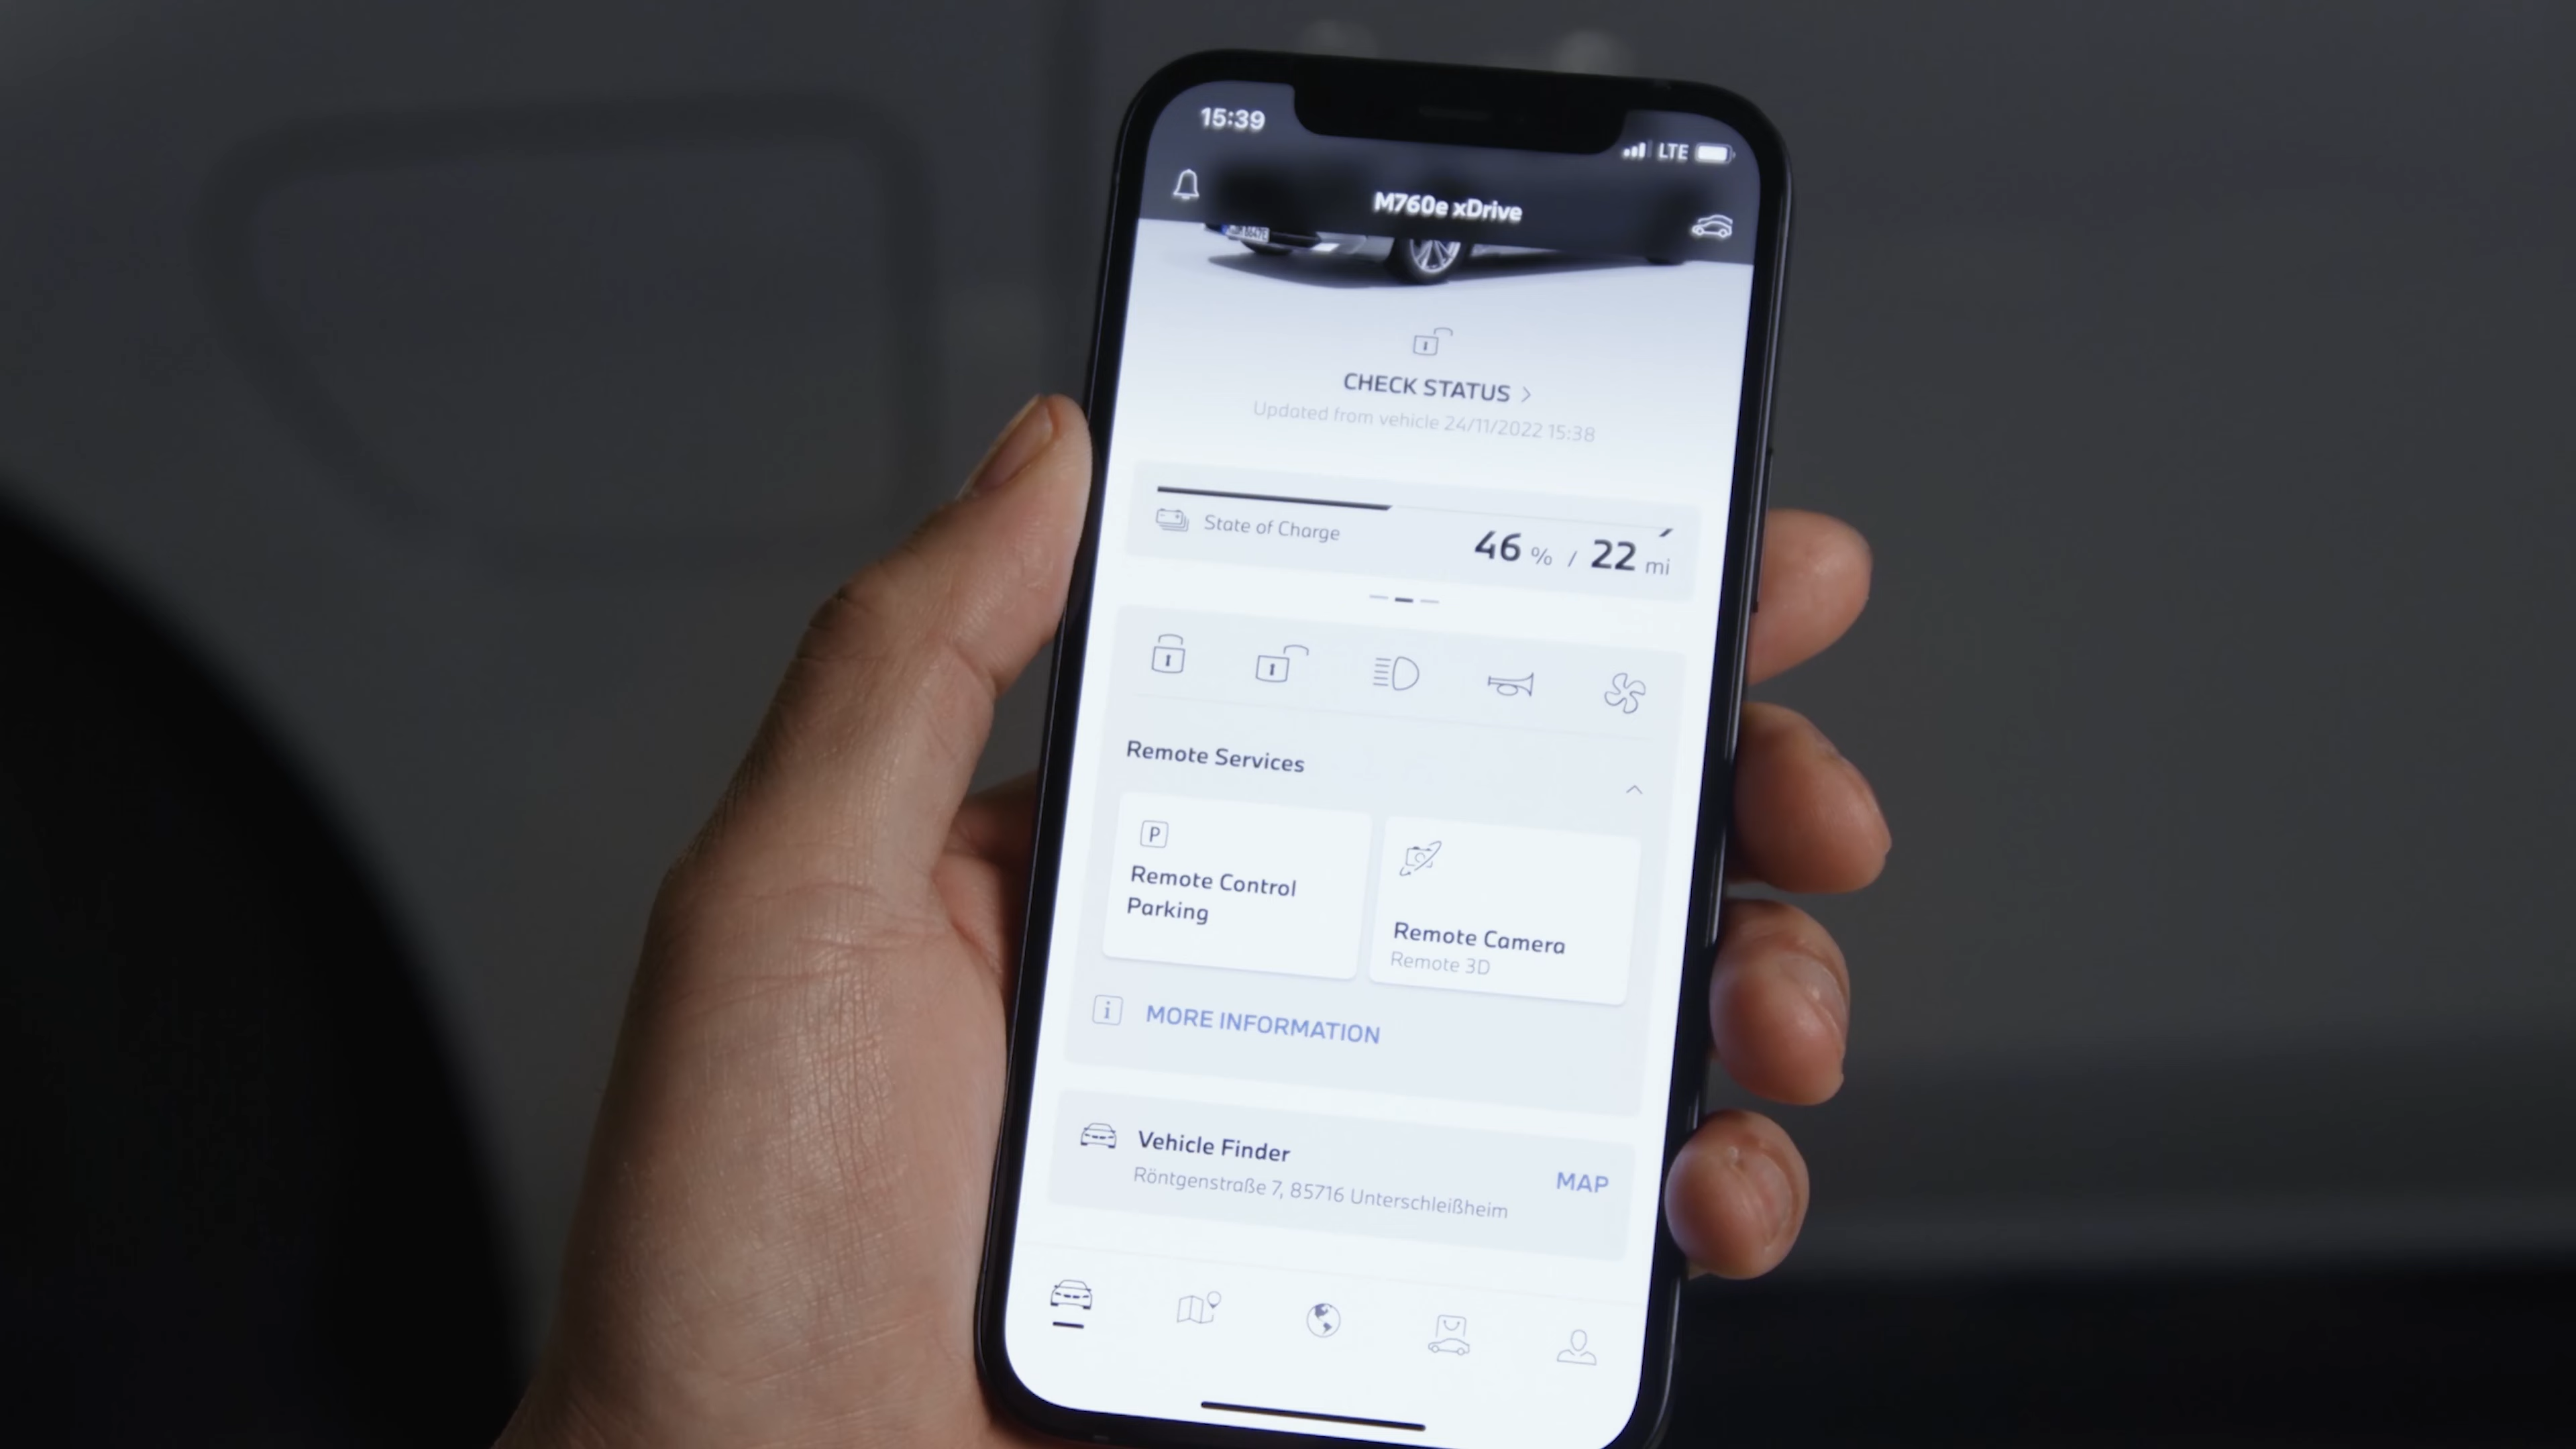 15:39
LTE
M760e xDrive
CHECK STATUS >
Updated from vehicle 24/11/2022 15:38
State of Charge
46 % / 22 mi
Remote Services
P
Remote Control
Parking
Remote Camera
Remote 3D
i MORE INFORMATION
Vehicle Finder
MAP
Röntgenstraße 7, 85716 Unterschleißheim